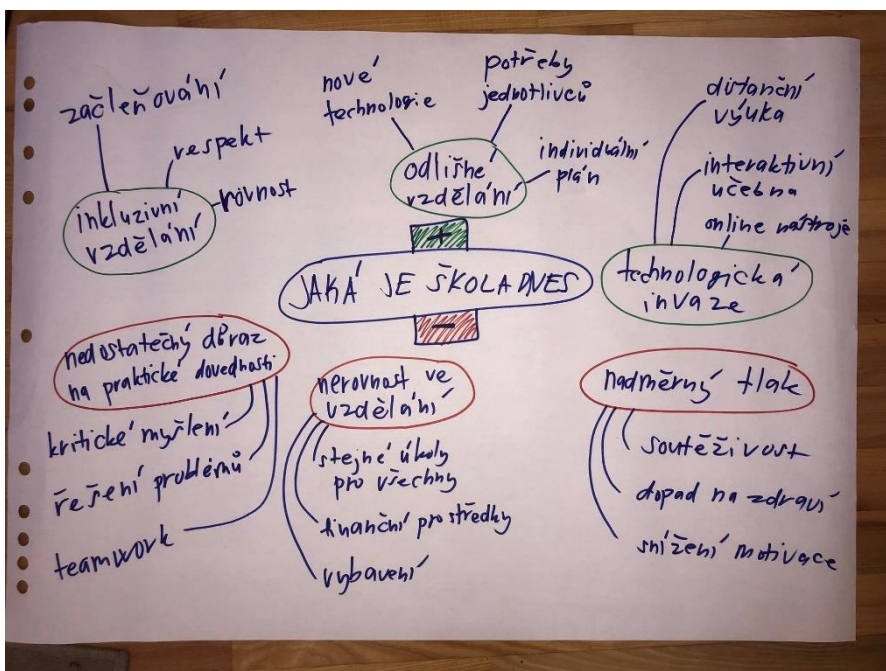 začleňování
respekt
rovnost
inkluzivní
vzdělání
nové
technologie
potřeby
jednotlivců
individuální
plán
odlišné
vzdělání
distanční
výuka
interaktivní
učebna
online nástroje
technologická
invaze
+
JAKÁ JE ŠKOLA DNES
-
nedostatečný důraz
na praktické dovednosti
kritické myšlení
řešení problémů
teamwork
nerovnost ve
vzdělání
stejné úkoly
pro všechny
finanční prostředky
vybavení
nadměrný tlak
soutěživost
dopad na zdraví
snížení motivace